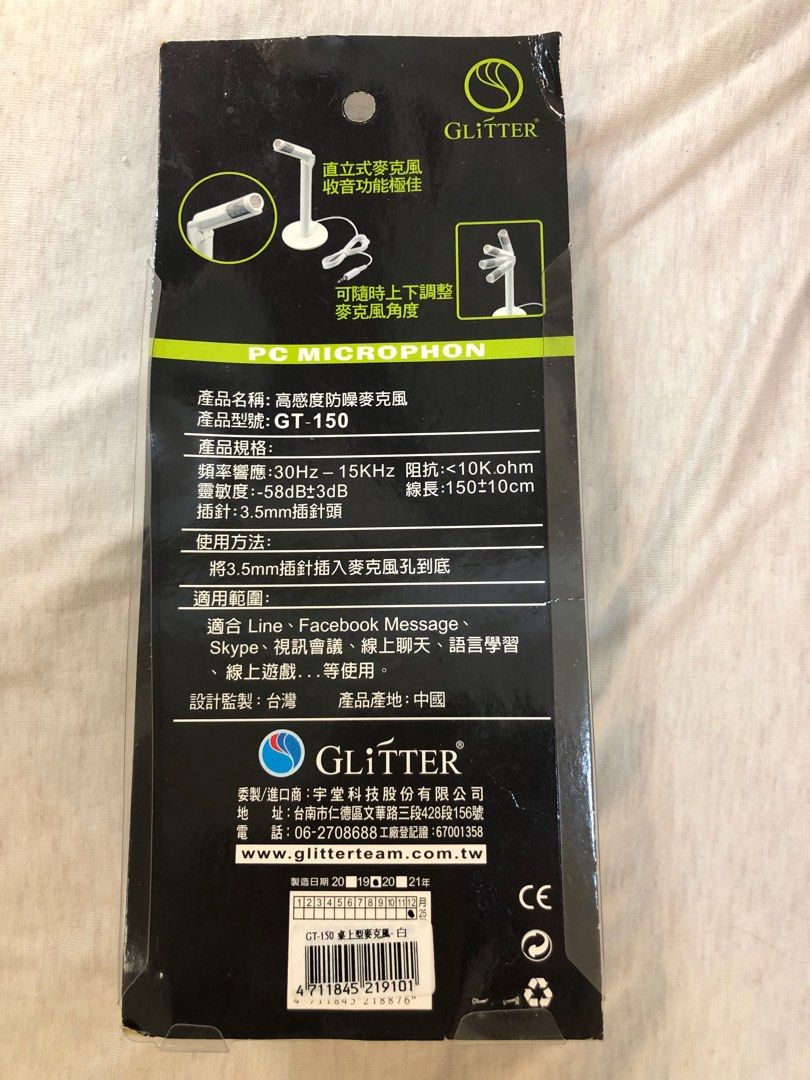 GLiTTER®
直立式麥克風
收音功能極佳
可隨時上下調整
麥克風角度
PC MICROPHON
產品名稱:高感度防噪麥克風
產品型號:GT-150
產品規格:
頻率響應:30Hz – 15KHz 阻抗:<10K.ohm
靈敏度:-58dB±3dB 線長:150±10cm
插針:3.5mm插針頭
使用方法:
將3.5mm插針插入麥克風孔到底
適用範圍:
適合 Line、Facebook Message、
Skype、視訊會議、線上聊天、語言學習
、線上遊戲...等使用。
設計監製:台灣 產品產地:中國
GLiTTER®
委製/進口商:宇堂科技股份有限公司
地 址:台南市仁德區文華路三段428段156號
電 話:06-2708688 工廠登記證:67001358
www.glitterteam.com.tw
製造日期 20 19 20 21年
1 2 3 4 5 6 7 8 9 10 11 12 月
25
GT-150 桌上型麥克風- 白
4 711845 219101
4 711845 218876
CE